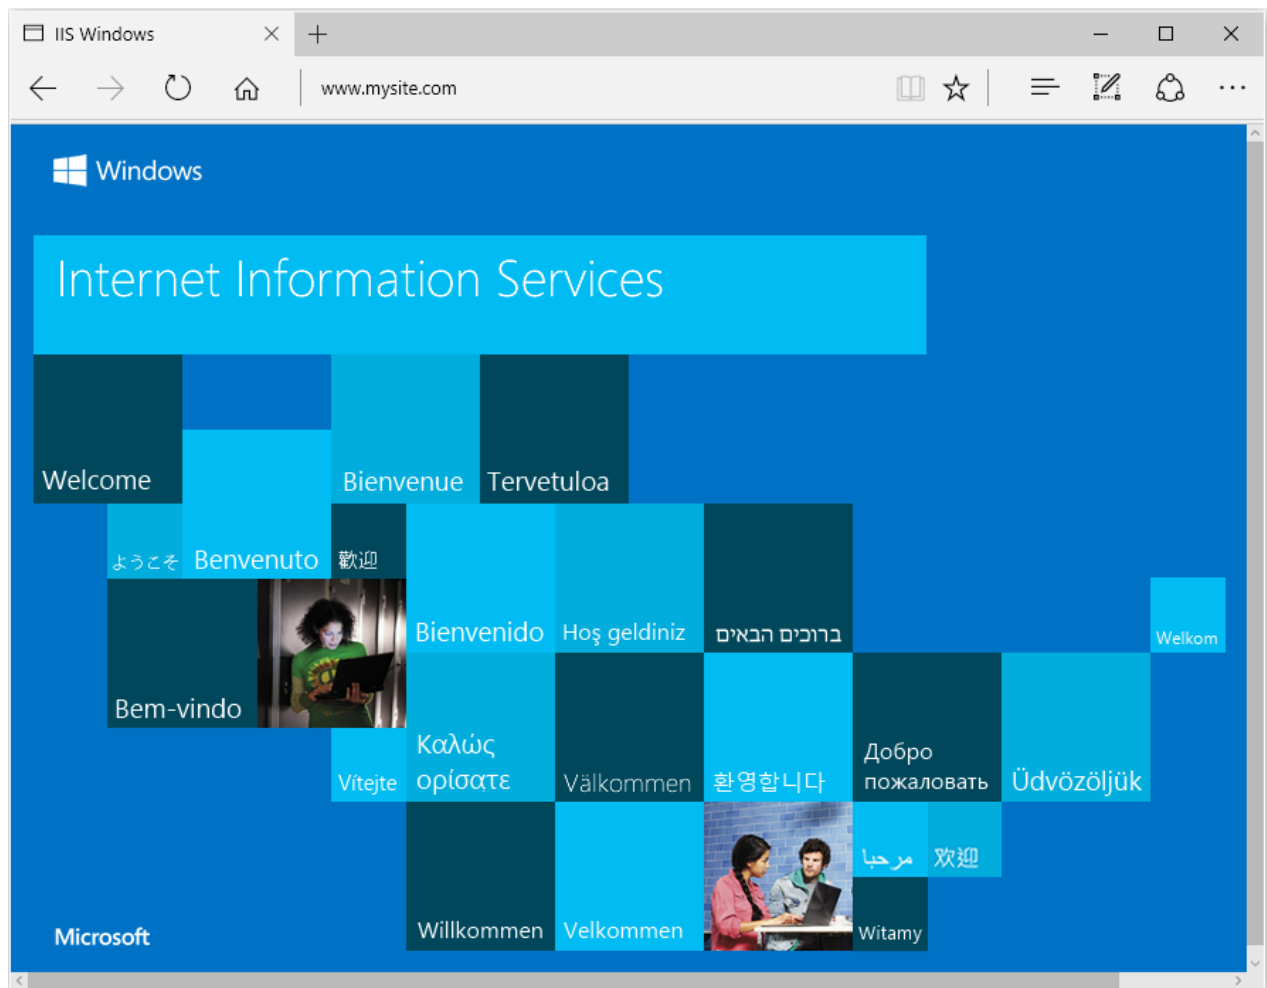 IIS Windows
www.mysite.com
Windows
Internet Information Services
Welcome
Bienvenue
Tervetuloa
ようこそ
Benvenuto
歡迎
Bienvenido
Hoş geldiniz
ברוכים הבאים
Welkom
Bem-vindo
Καλώς
ορίσατε
Vítejte
Välkommen
환영합니다
Добро
пожаловать
Üdvözöljük
مرحبا
欢迎
Willkommen
Velkommen
Witamy
Microsoft